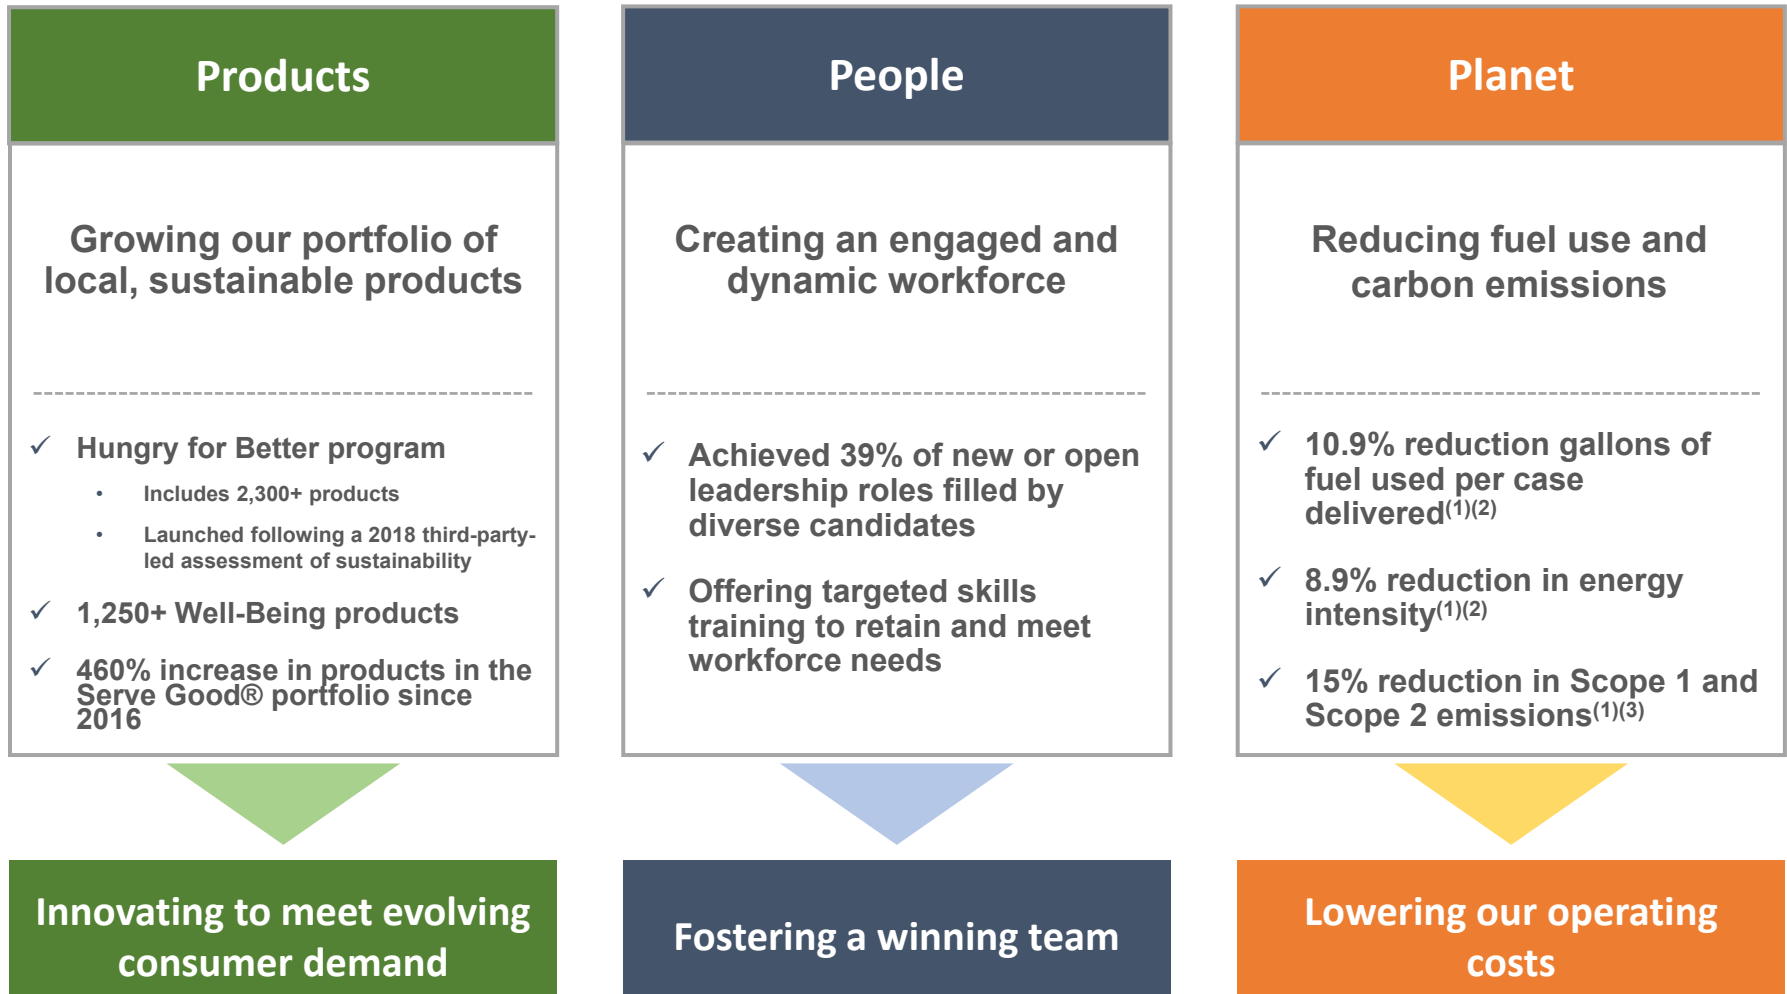 Products
Growing our portfolio of
local, sustainable products
✓ Hungry for Better program
• Includes 2,300+ products
• Launched following a 2018 third-party-
led assessment of sustainability
✓ 1,250+ Well-Being products
✓ 460% increase in products in the
Serve Good® portfolio since
2016
Innovating to meet evolving
consumer demand
People
Creating an engaged and
dynamic workforce
✓ Achieved 39% of new or open
leadership roles filled by
diverse candidates
✓ Offering targeted skills
training to retain and meet
workforce needs
Fostering a winning team
Planet
Reducing fuel use and
carbon emissions
✓ 10.9% reduction gallons of
fuel used per case
delivered(1)(2)
✓ 8.9% reduction in energy
intensity(1)(2)
✓ 15% reduction in Scope 1 and
Scope 2 emissions(1)(3)
Lowering our operating
costs